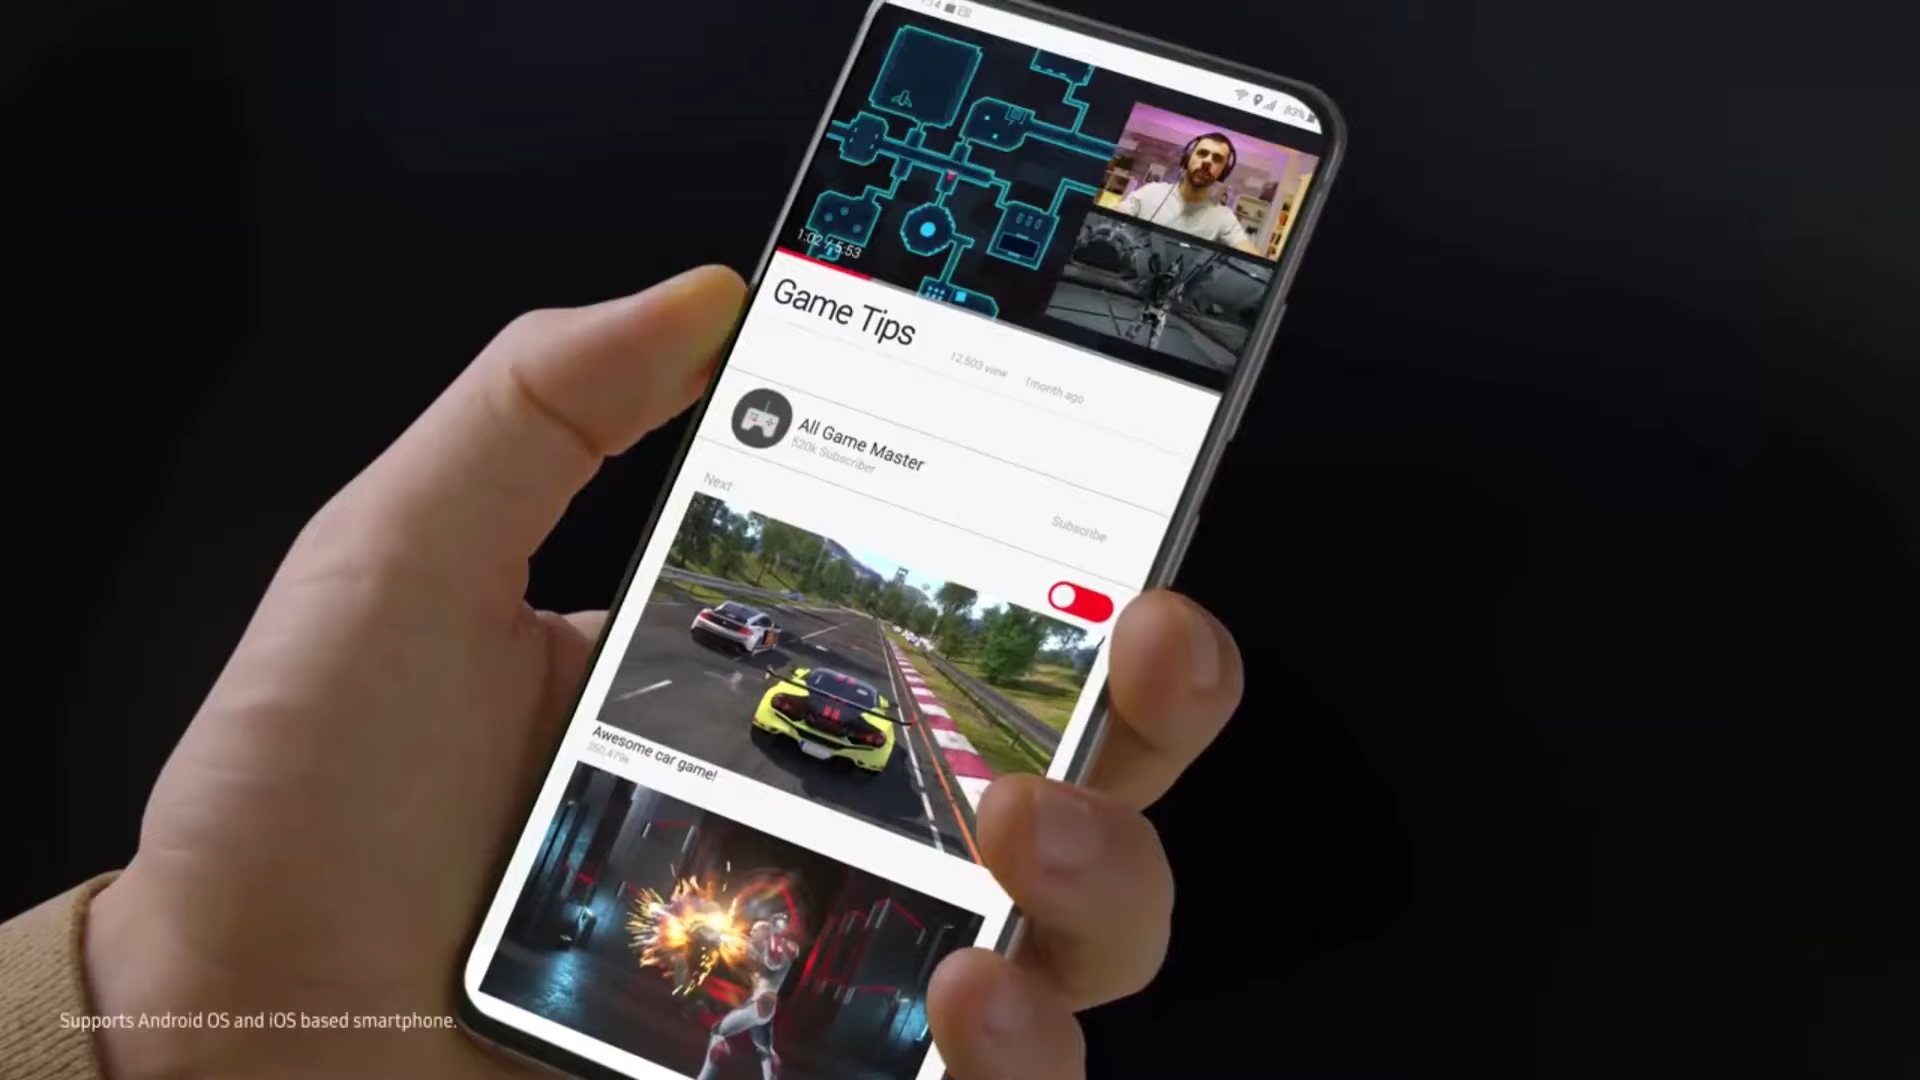 83%
1:02 / 5:53
Game Tips
12,503 view 1month ago
All Game Master
520k Subscriber
Subscribe
Next
Awesome car game!
Supports Android OS and iOS based smartphone.